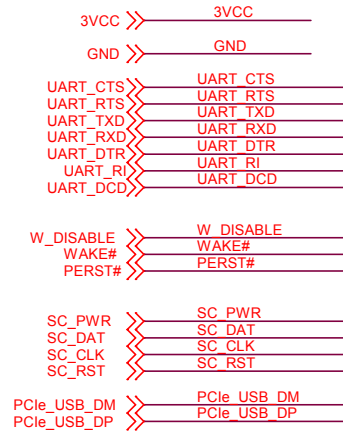 3VCC 3VCC
GND GND
UART_CTS UART_CTS
UART_RTS UART_RTS
UART_TXD UART_TXD
UART_RXD UART_RXD
UART_DTR UART_DTR
UART_RI UART_RI
UART_DCD UART_DCD
W_DISABLE W_DISABLE
WAKE# WAKE#
PERST# PERST#
SC_PWR SC_PWR
SC_DAT SC_DAT
SC_CLK SC_CLK
SC_RST SC_RST
PCIe_USB_DM PCIe_USB_DM
PCIe_USB_DP PCIe_USB_DP